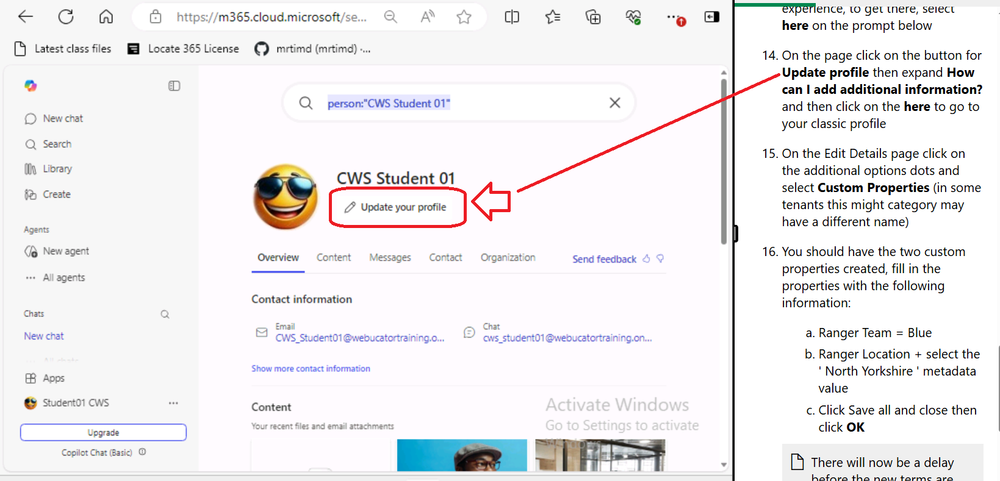 https://m365.cloud.microsoft/se...
Latest class files
Locate 365 License
mrtimd (mrtimd) ·...
New chat
Search
Library
Create
Agents
New agent
All agents
Chats
New chat
All chats
Apps
Student01 CWS
Upgrade
Copilot Chat (Basic)
person:"CWS Student 01"
CWS Student 01
Update your profile
Overview
Content
Messages
Contact
Organization
Send feedback
Contact information
Email
CWS_Student01@webucatortraining.o...
Chat
cws_student01@webucatortraining.on...
Show more contact information
Content
Your recent files and email attachments
Activate Windows
Go to Settings to activate
experience, to get there, select
here on the prompt below
14. On the page click on the button for
Update profile then expand How
can I add additional information?
and then click on the here to go to
your classic profile
15. On the Edit Details page click on
the additional options dots and
select Custom Properties (in some
tenants this might category may
have a different name)
16. You should have the two custom
properties created, fill in the
properties with the following
information:
a. Ranger Team = Blue
b. Ranger Location + select the
' North Yorkshire ' metadata
value
c. Click Save all and close then
click OK
There will now be a delay
before the new terms are